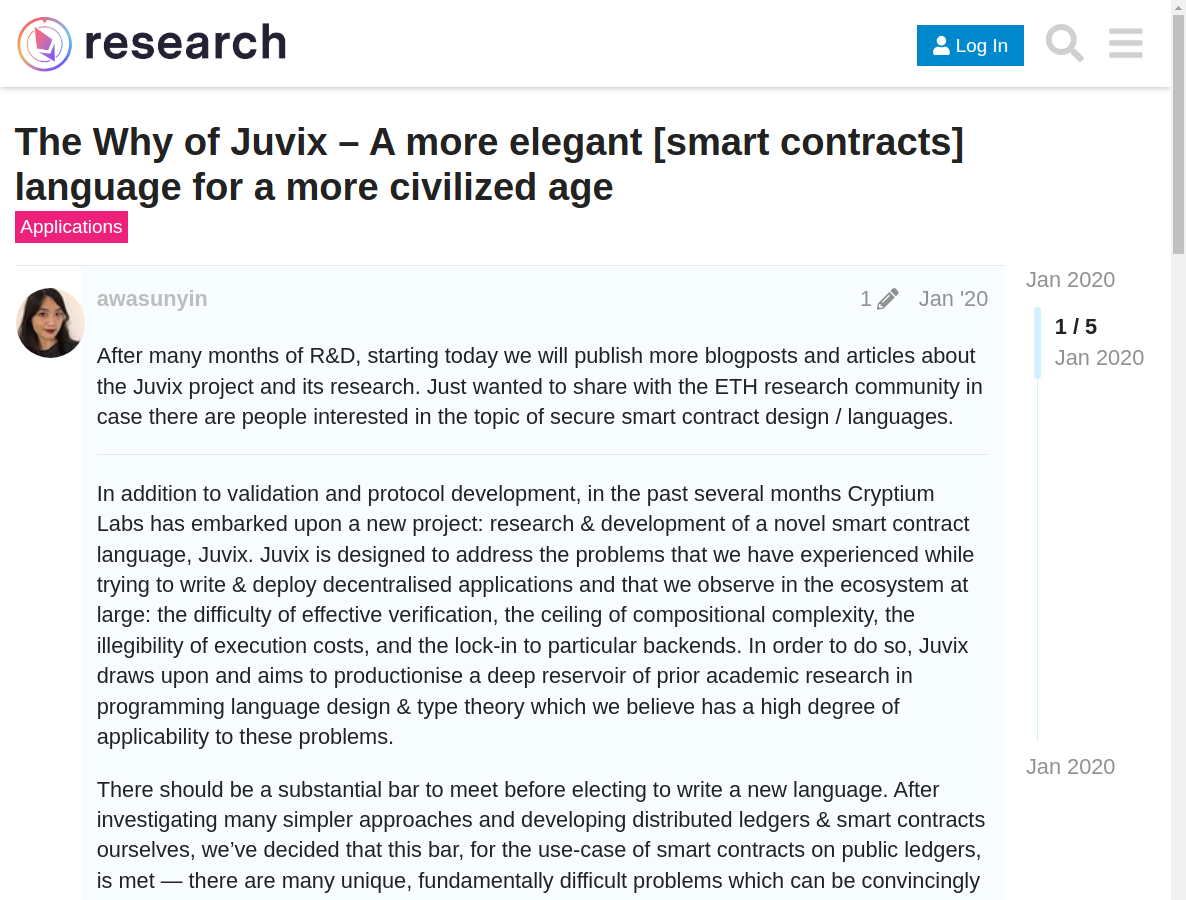 research
Log In
The Why of Juvix – A more elegant [smart contracts]
language for a more civilized age
Applications
Jan 2020
awasunyin
1
Jan '20
1 / 5
Jan 2020
After many months of R&D, starting today we will publish more blogposts and articles about
the Juvix project and its research. Just wanted to share with the ETH research community in
case there are people interested in the topic of secure smart contract design / languages.
In addition to validation and protocol development, in the past several months Cryptium
Labs has embarked upon a new project: research & development of a novel smart contract
language, Juvix. Juvix is designed to address the problems that we have experienced while
trying to write & deploy decentralised applications and that we observe in the ecosystem at
large: the difficulty of effective verification, the ceiling of compositional complexity, the
illegibility of execution costs, and the lock-in to particular backends. In order to do so, Juvix
draws upon and aims to productionise a deep reservoir of prior academic research in
programming language design & type theory which we believe has a high degree of
applicability to these problems.
Jan 2020
There should be a substantial bar to meet before electing to write a new language. After
investigating many simpler approaches and developing distributed ledgers & smart contracts
ourselves, we’ve decided that this bar, for the use-case of smart contracts on public ledgers,
is met — there are many unique, fundamentally difficult problems which can be convincingly